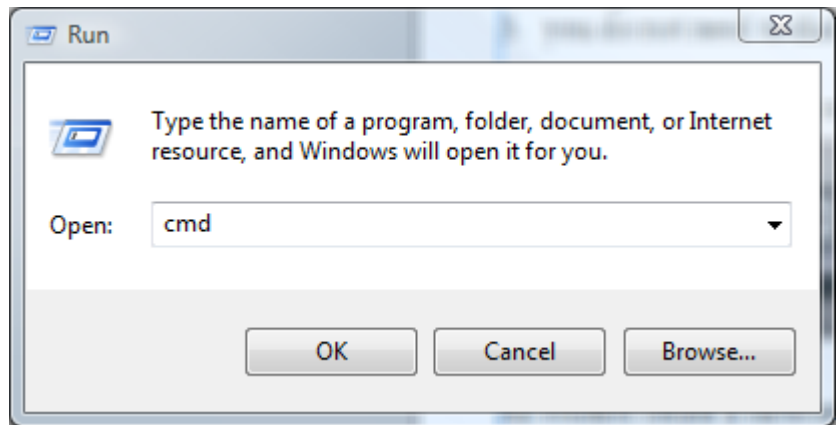 Run
Type the name of a program, folder, document, or Internet
resource, and Windows will open it for you.
Open: cmd
OK Cancel Browse...